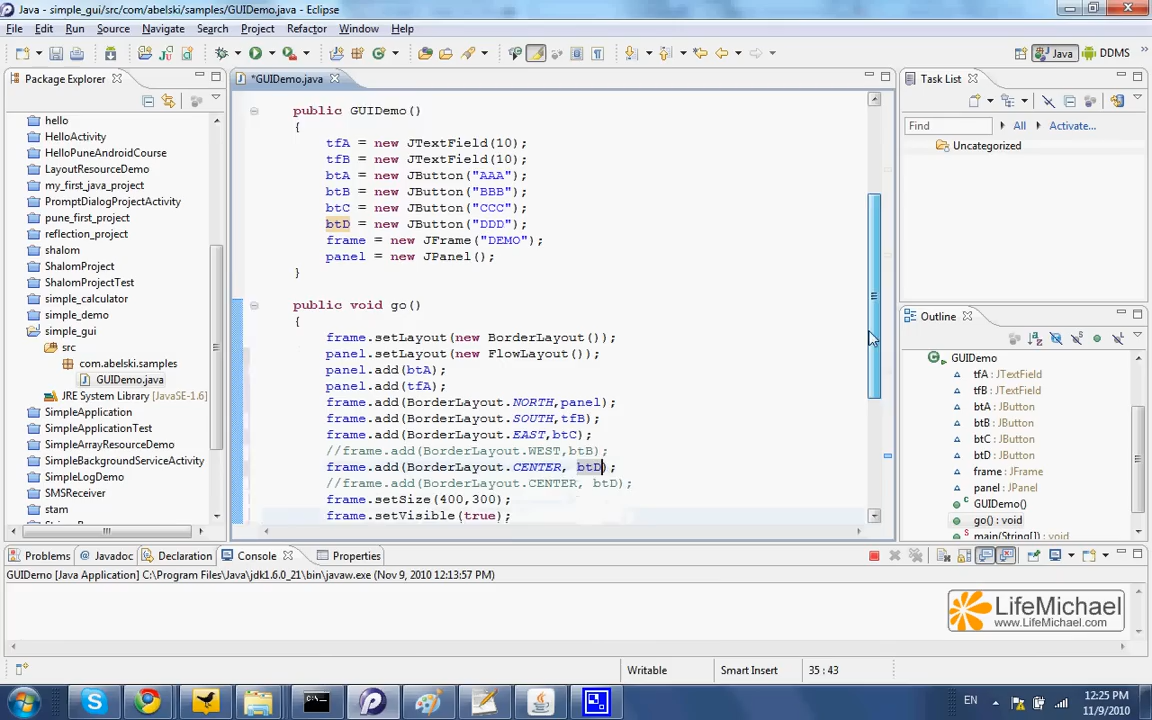 Java - simple_gui/src/com/abelski/samples/GUIDemo.java - Eclipse
File Edit Run Source Navigate Search Project Refactor Window Help
Java DDMS
Package Explorer
hello
HelloActivity
HelloPuneAndroidCourse
LayoutResourceDemo
my_first_java_project
PromptDialogProjectActivity
pune_first_project
reflection_project
shalom
ShalomProject
ShalomProjectTest
simple_calculator
simple_demo
simple_gui
src
com.abelski.samples
GUIDemo.java
JRE System Library [JavaSE-1.6]
SimpleApplication
SimpleApplicationTest
SimpleArrayResourceDemo
SimpleBackgroundServiceActivity
SimpleLogDemo
SMSReceiver
stam
*GUIDemo.java
public GUIDemo()
{
tfA = new JTextField(10);
tfB = new JTextField(10);
btA = new JButton("AAA");
btB = new JButton("BBB");
btC = new JButton("CCC");
btD = new JButton("DDD");
frame = new JFrame("DEMO");
panel = new JPanel();
}
public void go()
{
frame.setLayout(new BorderLayout());
panel.setLayout(new FlowLayout());
panel.add(btA);
panel.add(tfA);
frame.add(BorderLayout.NORTH,panel);
frame.add(BorderLayout.SOUTH,tfB);
frame.add(BorderLayout.EAST,btC);
//frame.add(BorderLayout.WEST,btB);
frame.add(BorderLayout.CENTER, btD);
//frame.add(BorderLayout.CENTER, btD);
frame.setSize(400,300);
frame.setVisible(true);
Task List
Find All Activate...
Uncategorized
Outline
GUIDemo
tfA : JTextField
tfB : JTextField
btA : JButton
btB : JButton
btC : JButton
btD : JButton
frame : JFrame
panel : JPanel
GUIDemo()
go() : void
main(String[]) : void
Problems Javadoc Declaration Console Properties
GUIDemo [Java Application] C:\Program Files\Java\jdk1.6.0_21\bin\javaw.exe (Nov 9, 2010 12:13:57 PM)
LifeMichael
www.LifeMichael.com
Writable Smart Insert 35 : 43
EN
12:25 PM
11/9/2010